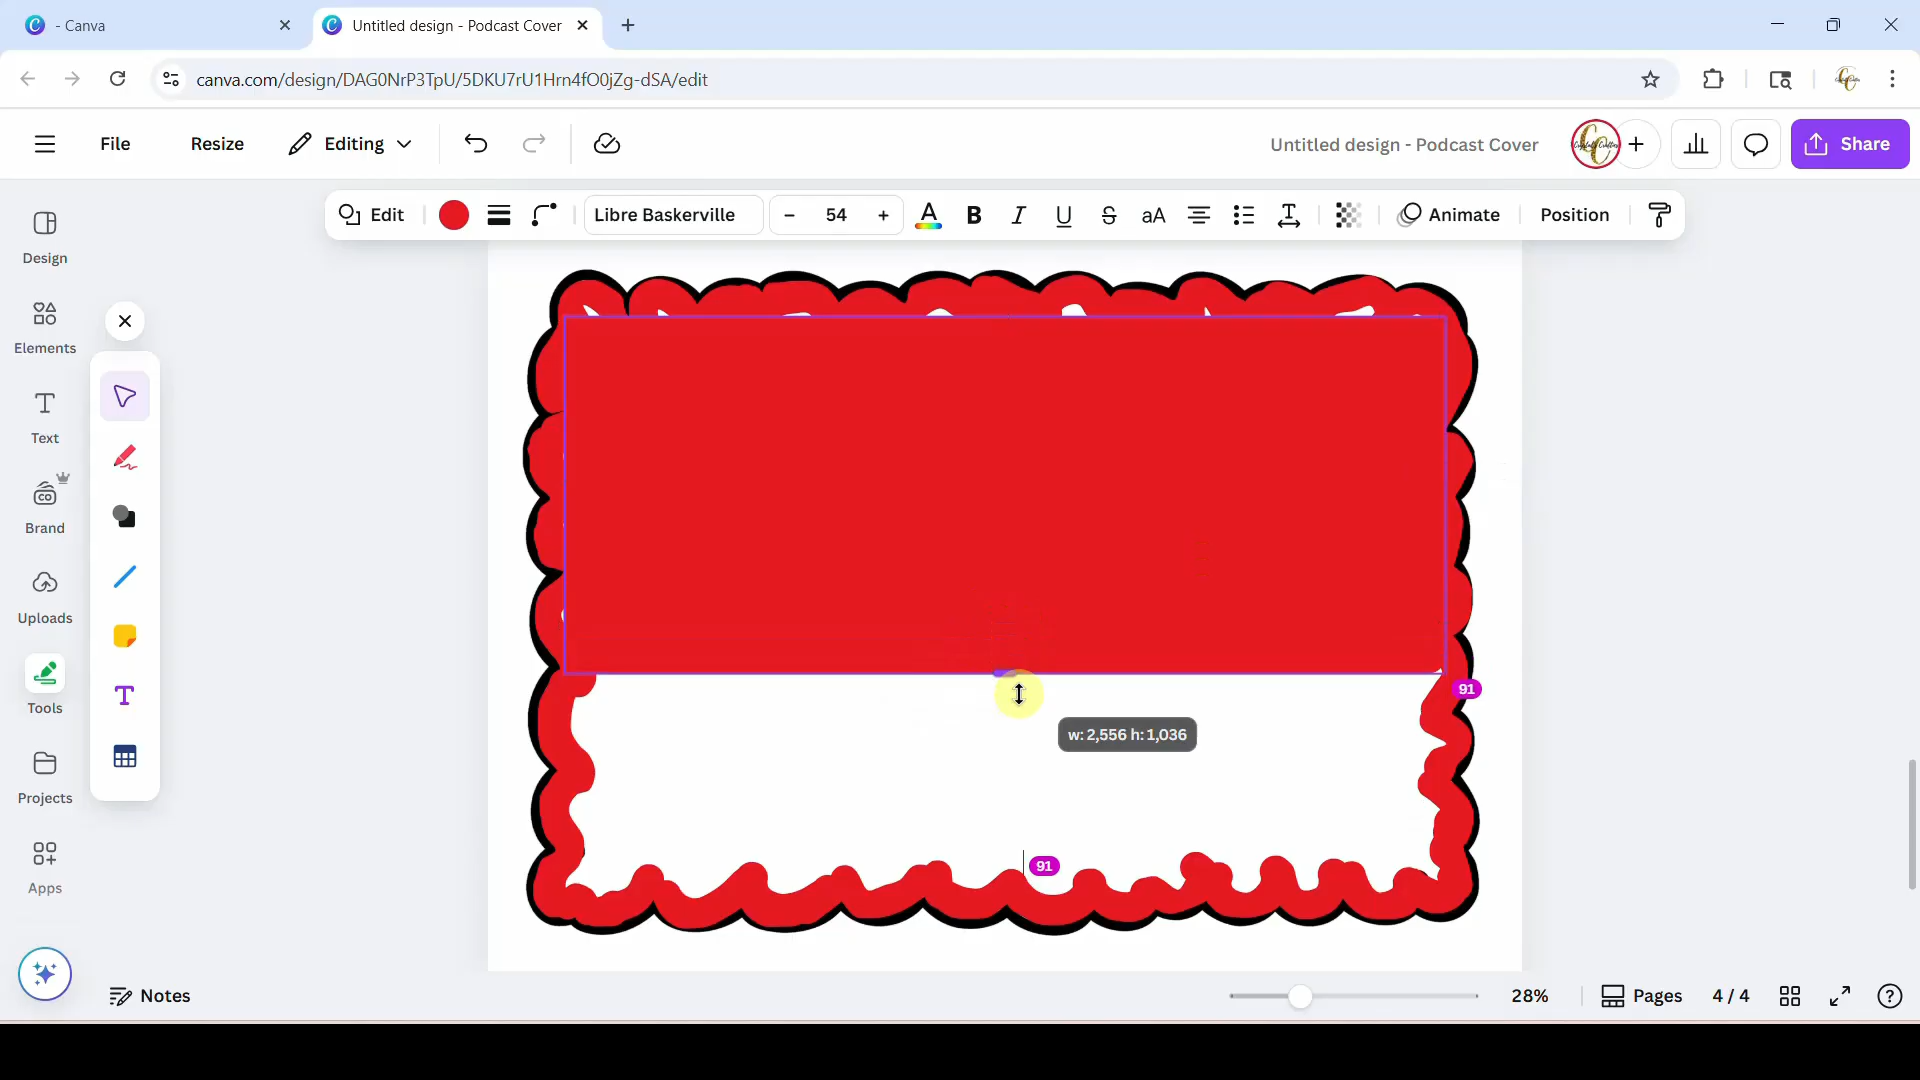 - Canva
Untitled design - Podcast Cover
canva.com/design/DAG0NrP3TpU/5DKU7rU1Hrn4fO0jZg-dSA/edit
File
Resize
Editing
Untitled design - Podcast Cover
Share
Edit
Libre Baskerville
- 54 +
A
B
I
U
S
aA
Animate
Position
Design
Elements
Text
Brand
Uploads
Tools
Projects
Apps
91
w: 2,556 h: 1,036
91
Notes
28%
Pages
4 / 4